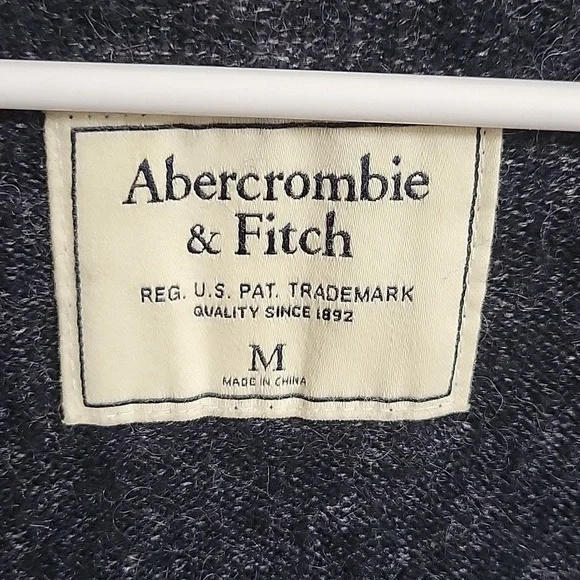 Abercrombie
& Fitch
REG. U.S. PAT. TRADEMARK
QUALITY SINCE 1892
M
MADE IN CHINA